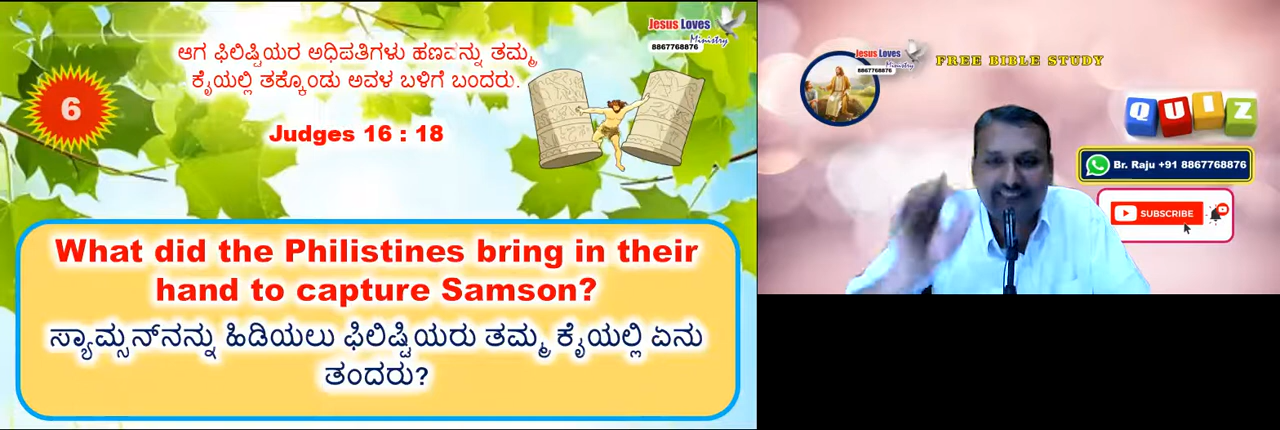 Jesus Loves
Ministry
8867768876
ಆಗ ಫಿಲಿಷ್ಟಿಯರ ಅಧಿಪತಿಗಳು ಹಣವನ್ನು ತಮ್ಮ
ಕೈಯಲ್ಲಿ ತಕ್ಕೊಂಡು ಅವಳ ಬಳಿಗೆ ಬಂದರು.
6
Judges 16 : 18
What did the Philistines bring in their
hand to capture Samson?
ಸ್ಯಾಮ್ಸನ್‌ನನ್ನು ಹಿಡಿಯಲು ಫಿಲಿಷ್ಟಿಯರು ತಮ್ಮ ಕೈಯಲ್ಲಿ ಏನು
ತಂದರು?
Jesus Loves
Ministry
8867768876
FREE BIBLE STUDY
QUIZ
Br. Raju +91 8867768876
SUBSCRIBE